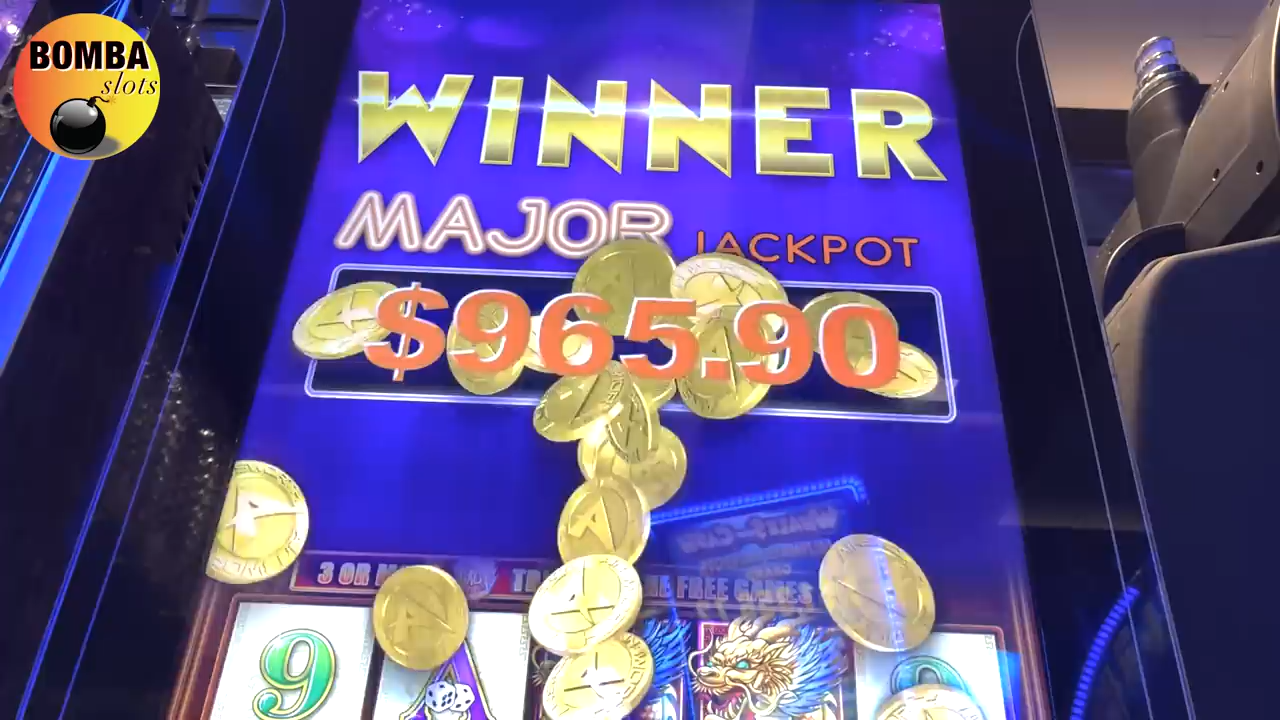 BOMBA
slots
WINNER
MAJOR JACKPOT
$965.90
3 OR FREE GAMES
9